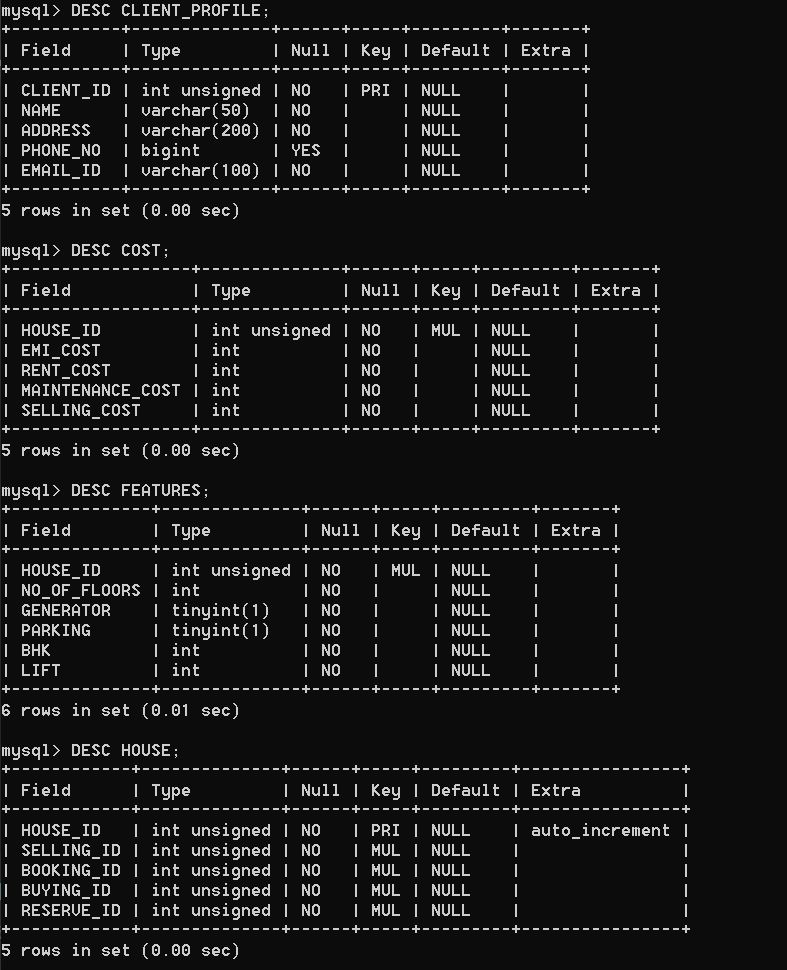 mysql> DESC CLIENT_PROFILE;
+-----------+--------------+------+-----+---------+-------+
| Field     | Type         | Null | Key | Default | Extra |
+-----------+--------------+------+-----+---------+-------+
| CLIENT_ID | int unsigned | NO   | PRI | NULL    |       |
| NAME      | varchar(50)  | NO   |     | NULL    |       |
| ADDRESS   | varchar(200) | NO   |     | NULL    |       |
| PHONE_NO  | bigint       | YES  |     | NULL    |       |
| EMAIL_ID  | varchar(100) | NO   |     | NULL    |       |
+-----------+--------------+------+-----+---------+-------+
5 rows in set (0.00 sec)

mysql> DESC COST;
+------------------+--------------+------+-----+---------+-------+
| Field            | Type         | Null | Key | Default | Extra |
+------------------+--------------+------+-----+---------+-------+
| HOUSE_ID         | int unsigned | NO   | MUL | NULL    |       |
| EMI_COST         | int          | NO   |     | NULL    |       |
| RENT_COST        | int          | NO   |     | NULL    |       |
| MAINTENANCE_COST | int          | NO   |     | NULL    |       |
| SELLING_COST     | int          | NO   |     | NULL    |       |
+------------------+--------------+------+-----+---------+-------+
5 rows in set (0.00 sec)

mysql> DESC FEATURES;
+--------------+--------------+------+-----+---------+-------+
| Field        | Type         | Null | Key | Default | Extra |
+--------------+--------------+------+-----+---------+-------+
| HOUSE_ID     | int unsigned | NO   | MUL | NULL    |       |
| NO_OF_FLOORS | int          | NO   |     | NULL    |       |
| GENERATOR    | tinyint(1)   | NO   |     | NULL    |       |
| PARKING      | tinyint(1)   | NO   |     | NULL    |       |
| BHK          | int          | NO   |     | NULL    |       |
| LIFT         | int          | NO   |     | NULL    |       |
+--------------+--------------+------+-----+---------+-------+
6 rows in set (0.01 sec)

mysql> DESC HOUSE;
+------------+--------------+------+-----+---------+----------------+
| Field      | Type         | Null | Key | Default | Extra          |
+------------+--------------+------+-----+---------+----------------+
| HOUSE_ID   | int unsigned | NO   | PRI | NULL    | auto_increment |
| SELLING_ID | int unsigned | NO   | MUL | NULL    |                |
| BOOKING_ID | int unsigned | NO   | MUL | NULL    |                |
| BUYING_ID  | int unsigned | NO   | MUL | NULL    |                |
| RESERVE_ID | int unsigned | NO   | MUL | NULL    |                |
+------------+--------------+------+-----+---------+----------------+
5 rows in set (0.00 sec)